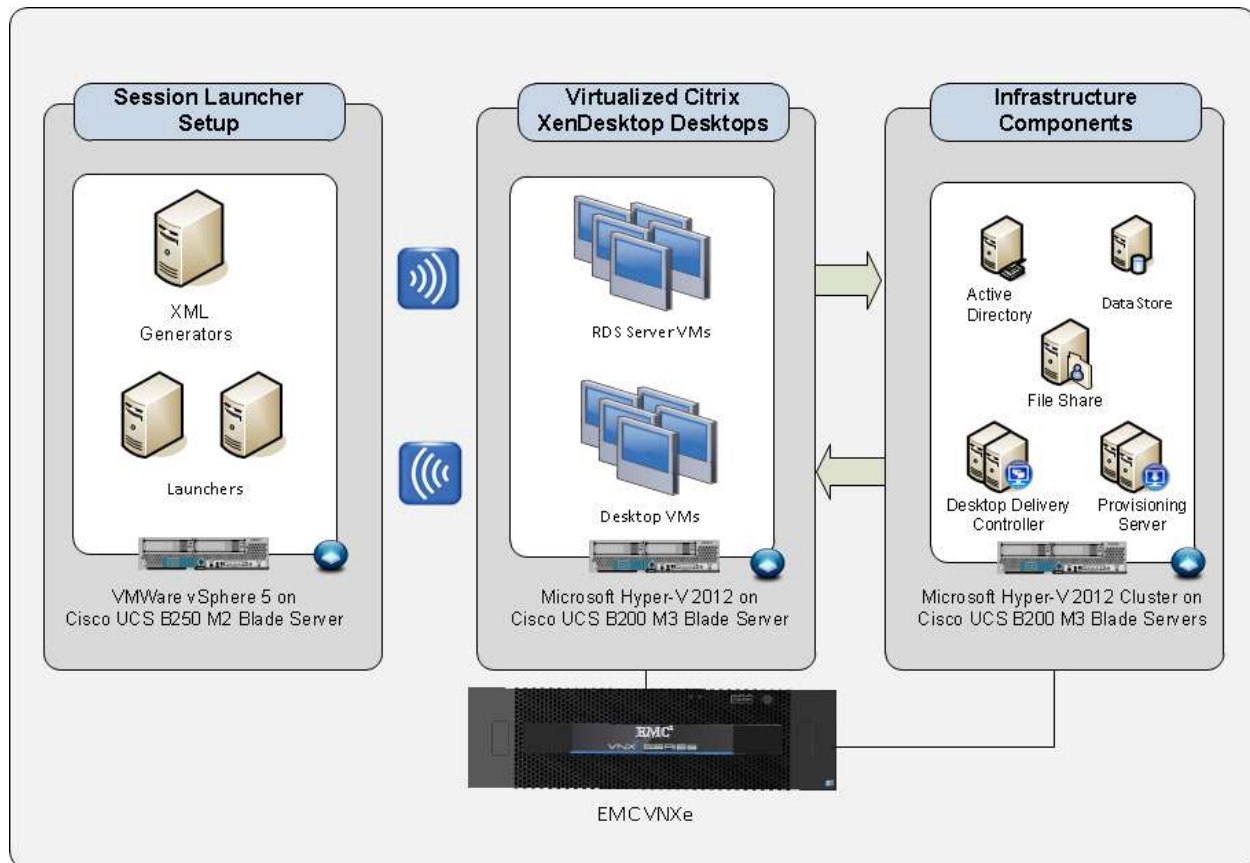 Session Launcher
Setup
XML
Generators
Launchers
VMWare vSphere 5 on
Cisco UCS B250 M2 Blade Server
Virtualized Citrix
XenDesktop Desktops
RDS Server VMs
Desktop VMs
Microsoft Hyper-V 2012 on
Cisco UCS B200 M3 Blade Server
Infrastructure
Components
Active
Directory
Data Store
File Share
Desktop Delivery
Controller
Provisioning
Server
Microsoft Hyper-V 2012 Cluster on
Cisco UCS B200 M3 Blade Servers
EMC²
VNX SERIES
EMC VNXe